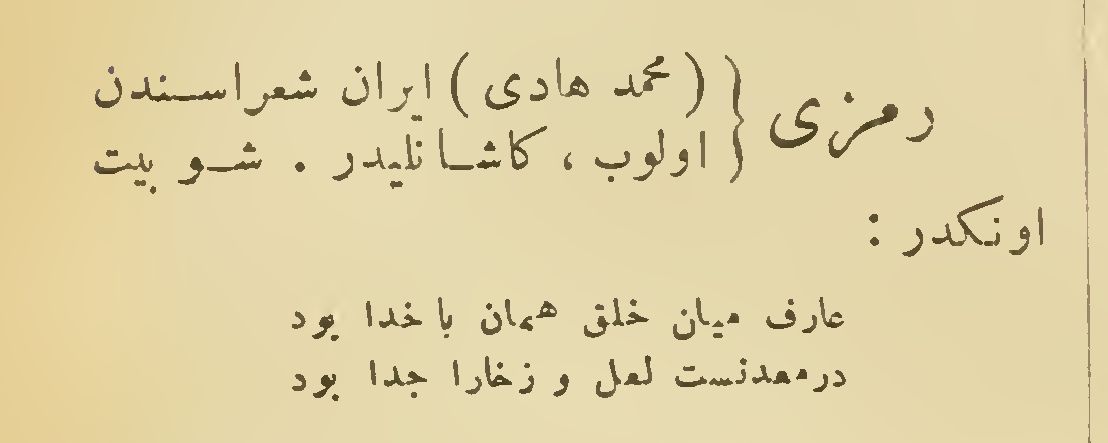 رمزی { (محمد هادی) ایران شعراسندن
اولوب ، کاشانلیدر . شو بیت
اونکدر :
عارف میان خلق همان با خدا بود
درمعدنست لعل و زخارا جدا بود